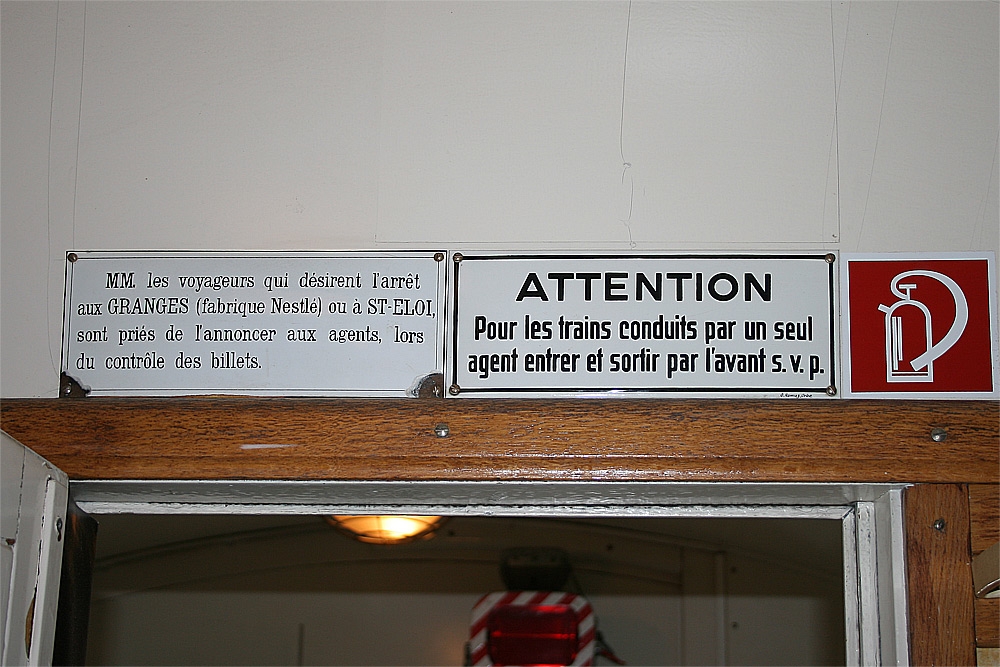 MM. les voyageurs qui désirent l'arrêt
aux GRANGES (fabrique Nestlé) ou à ST-ELOI,
sont priés de l'annoncer aux agents, lors
du contrôle des billets.
ATTENTION
Pour les trains conduits par un seul
agent entrer et sortir par l'avant s. v. p.